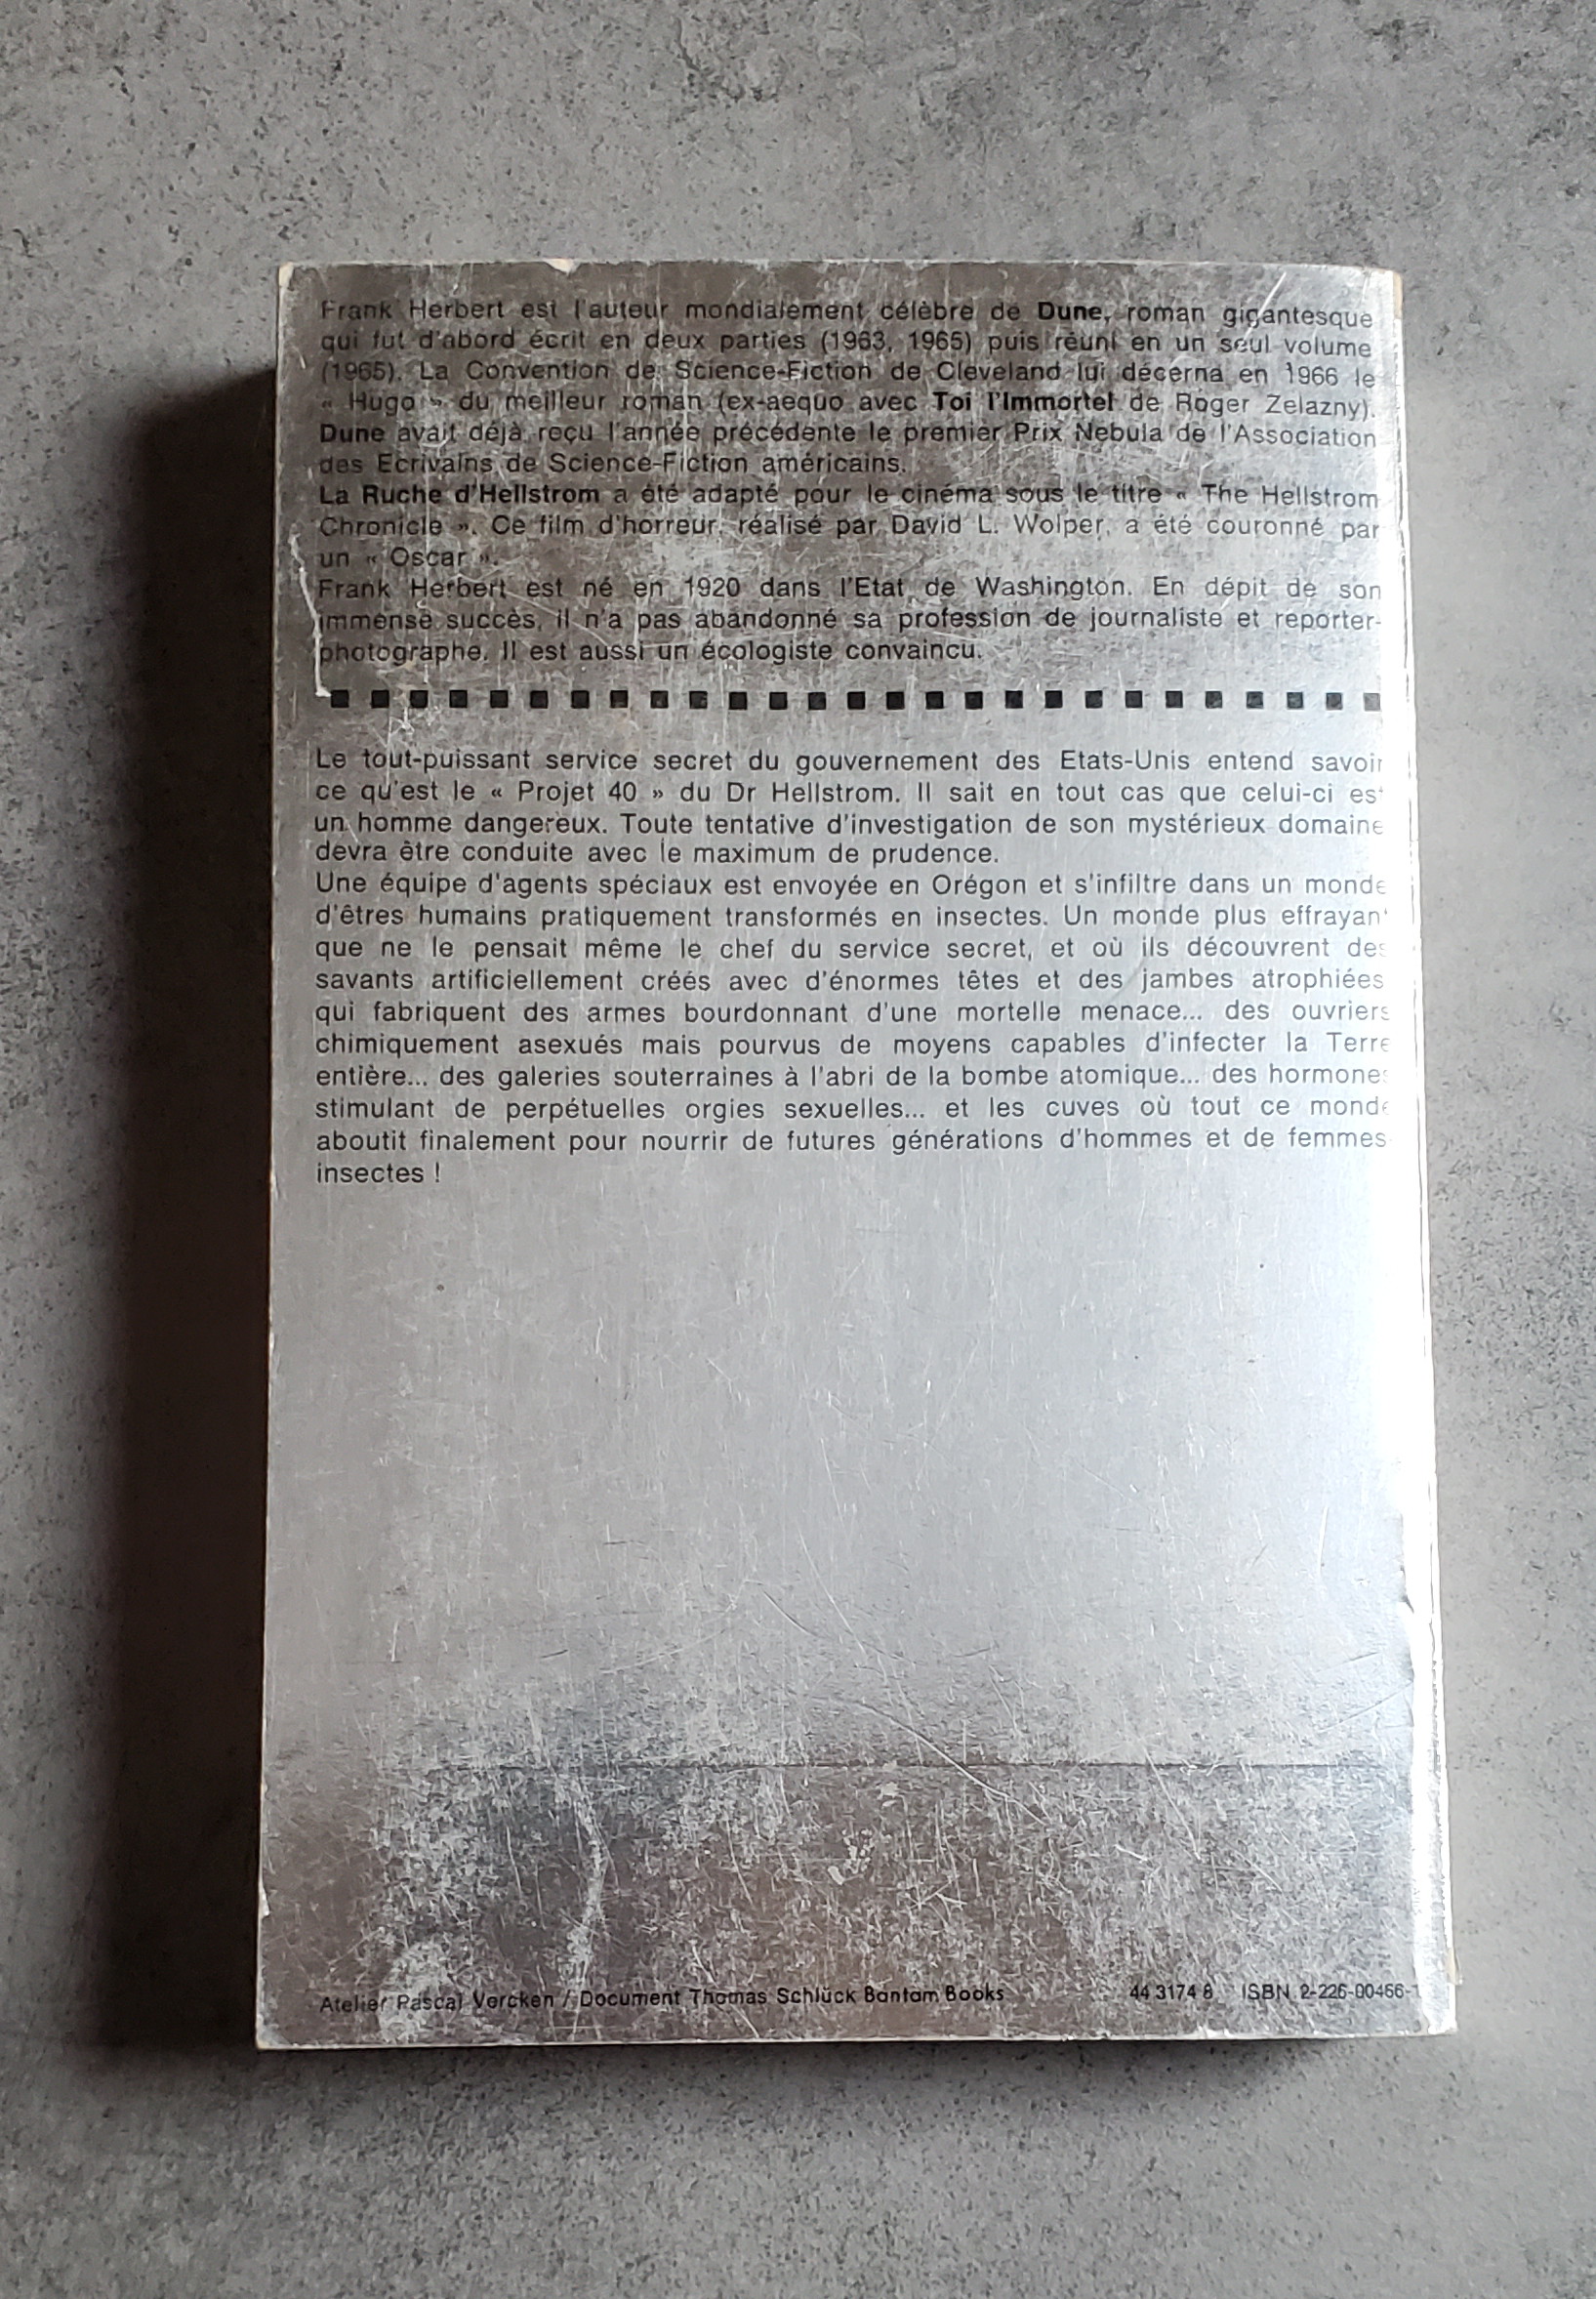 Frank Herbert est l'auteur mondialement célèbre de Dune, roman gigantesque
qui fut d'abord écrit en deux parties (1963, 1965) puis réuni en un seul volume
(1965). La Convention de Science-Fiction de Cleveland lui décerna en 1966 le
« Hugo » du meilleur roman (ex-aequo avec Toi l'Immortel de Roger Zelazny).
Dune avait déjà reçu l'année précédente le premier Prix Nebula de l'Association
des Ecrivains de Science-Fiction américains.
La Ruche d'Hellstrom a été adapté pour le cinéma sous le titre « The Hellstrom
Chronicle ». Ce film d'horreur, réalisé par David L. Wolper, a été couronné par
un « Oscar ».
Frank Herbert est né en 1920 dans l'Etat de Washington. En dépit de son
immense succès, il n'a pas abandonné sa profession de journaliste et reporter-
photographe. Il est aussi un écologiste convaincu.
Le tout-puissant service secret du gouvernement des Etats-Unis entend savoir
ce qu'est le « Projet 40 » du Dr Hellstrom. Il sait en tout cas que celui-ci est
un homme dangereux. Toute tentative d'investigation de son mystérieux domaine
devra être conduite avec le maximum de prudence.
Une équipe d'agents spéciaux est envoyée en Orégon et s'infiltre dans un monde
d'êtres humains pratiquement transformés en insectes. Un monde plus effrayant
que ne le pensait même le chef du service secret, et où ils découvrent des
savants artificiellement créés avec d'énormes têtes et des jambes atrophiées
qui fabriquent des armes bourdonnant d'une mortelle menace... des ouvriers
chimiquement asexués mais pourvus de moyens capables d'infecter la Terre
entière... des galeries souterraines à l'abri de la bombe atomique... des hormones
stimulant de perpétuelles orgies sexuelles... et les cuves où tout ce monde
aboutit finalement pour nourrir de futures générations d'hommes et de femmes
insectes !
Atelier Pascal Vercken / Document Thomas Schlück Bantam Books 44 3174 8 ISBN 2-226-00466-1